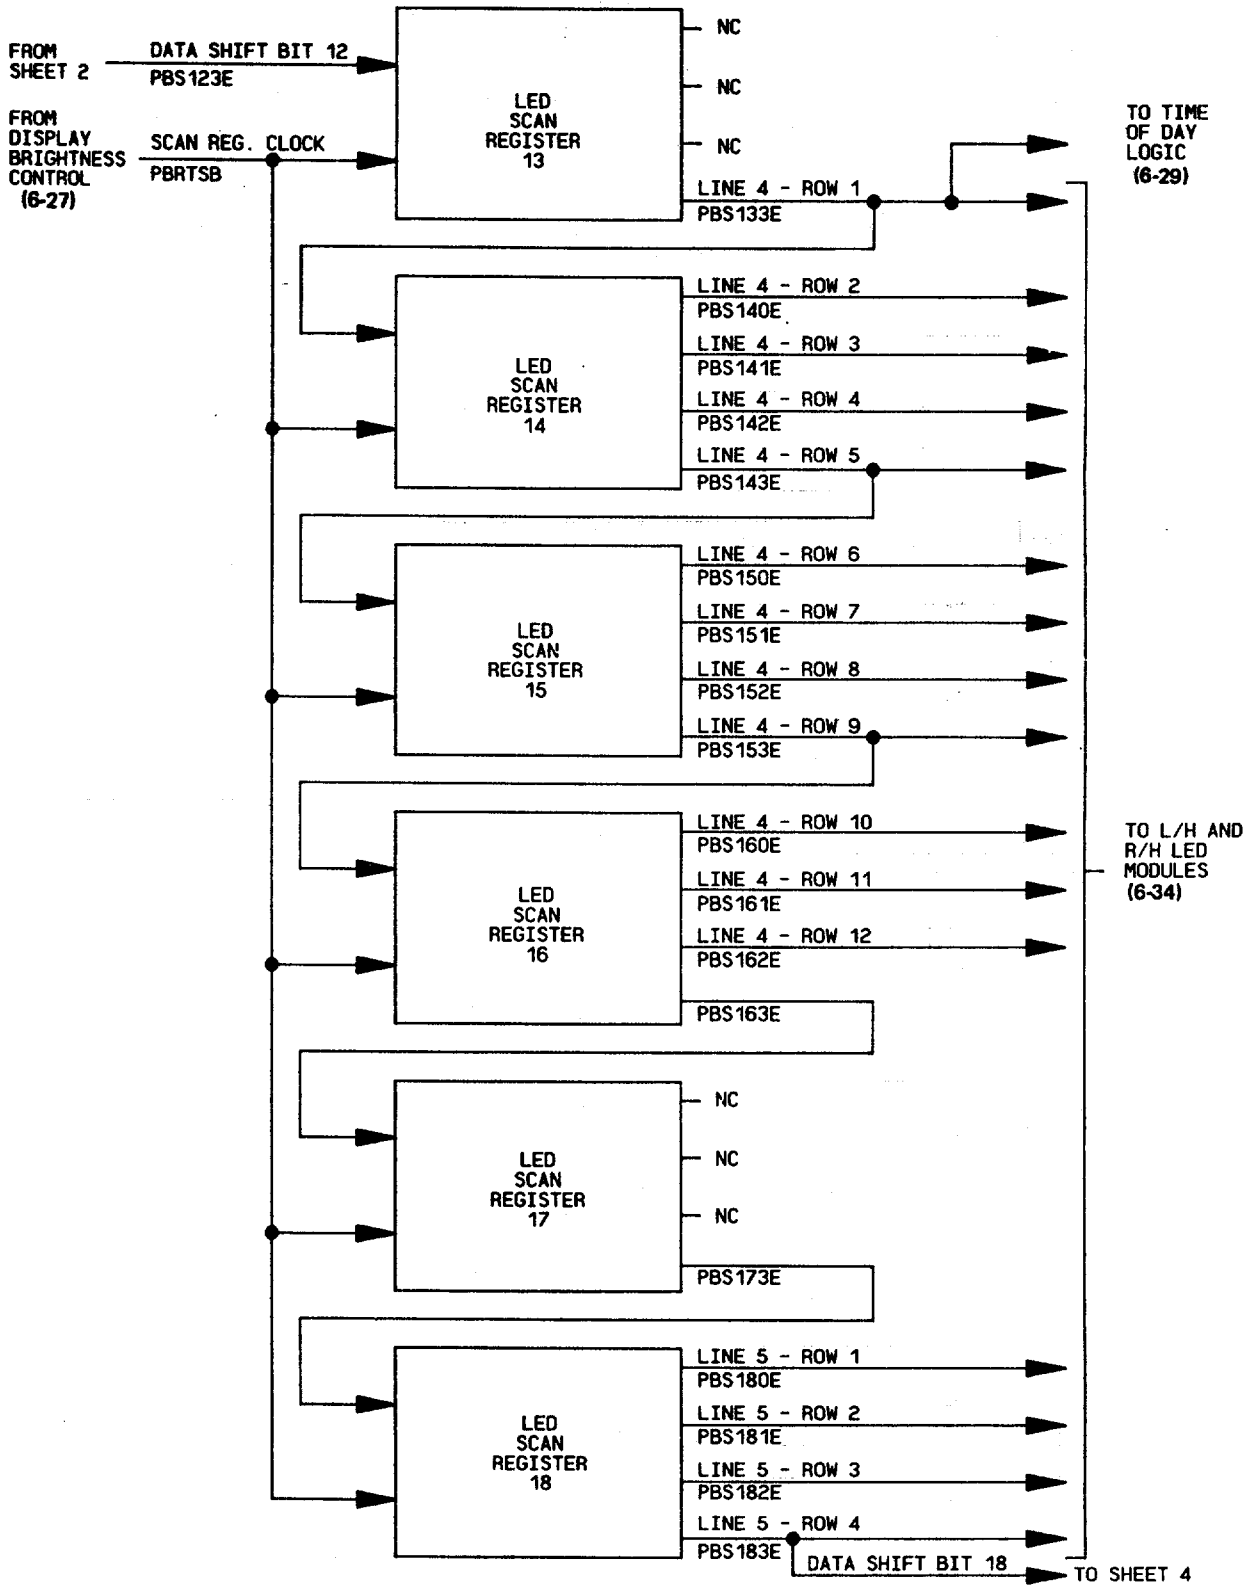 FROM
SHEET 2
DATA SHIFT BIT 12
PBS123E
FROM
DISPLAY
BRIGHTNESS
CONTROL
(6-27)
SCAN REG. CLOCK
PBRTSB
LED
SCAN
REGISTER
13
NC
NC
NC
LINE 4 - ROW 1
PBS133E
TO TIME
OF DAY
LOGIC
(6-29)
LED
SCAN
REGISTER
14
LINE 4 - ROW 2
PBS140E
LINE 4 - ROW 3
PBS141E
LINE 4 - ROW 4
PBS142E
LINE 4 - ROW 5
PBS143E
LED
SCAN
REGISTER
15
LINE 4 - ROW 6
PBS150E
LINE 4 - ROW 7
PBS151E
LINE 4 - ROW 8
PBS152E
LINE 4 - ROW 9
PBS153E
LED
SCAN
REGISTER
16
LINE 4 - ROW 10
PBS160E
LINE 4 - ROW 11
PBS161E
LINE 4 - ROW 12
PBS162E
PBS163E
TO L/H AND
R/H LED
MODULES
(6-34)
LED
SCAN
REGISTER
17
NC
NC
NC
PBS173E
LED
SCAN
REGISTER
18
LINE 5 - ROW 1
PBS180E
LINE 5 - ROW 2
PBS181E
LINE 5 - ROW 3
PBS182E
LINE 5 - ROW 4
PBS183E
DATA SHIFT BIT 18
TO SHEET 4